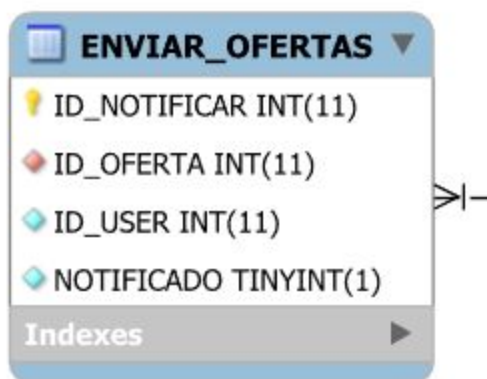 ENVIAR_OFERTAS
ID_NOTIFICAR INT(11)
ID_OFERTA INT(11)
ID_USER INT(11)
NOTIFICADO TINYINT(1)
Indexes